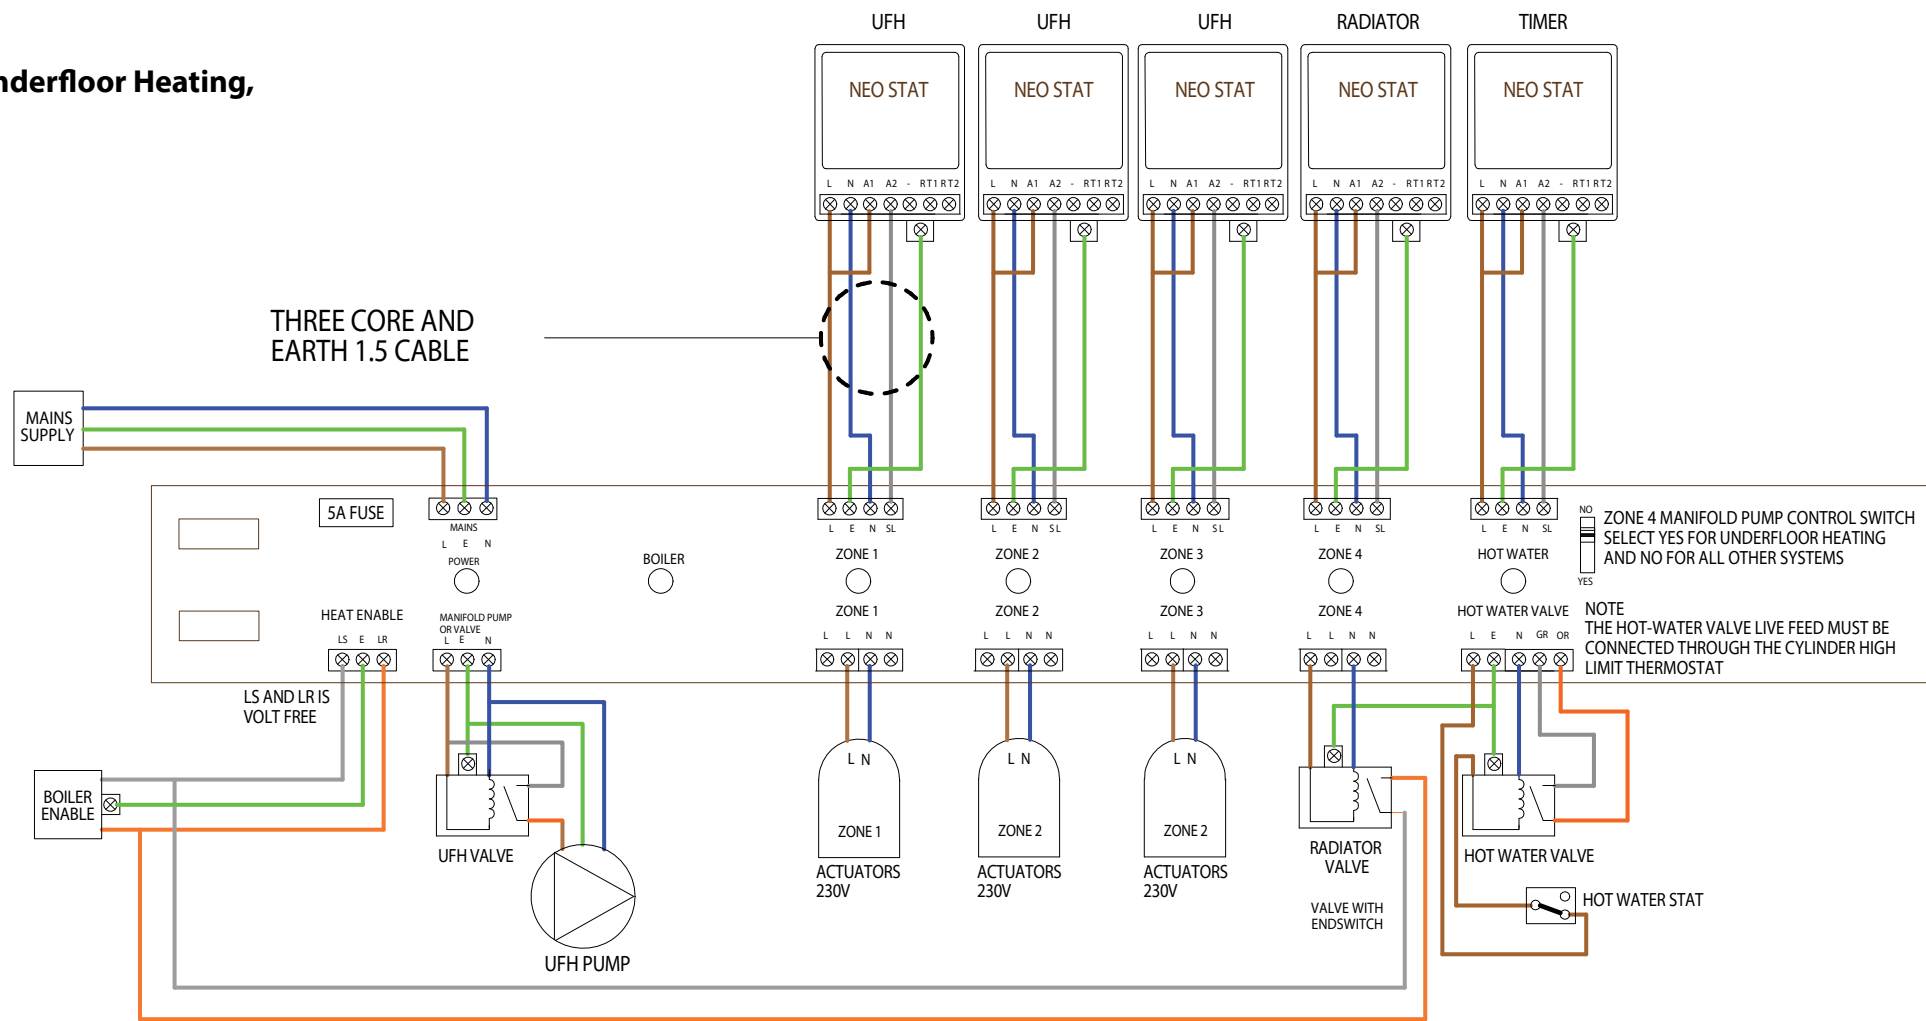 UFH UFH UFH RADIATOR TIMER
nderfloor Heating,
NEO STAT NEO STAT NEO STAT NEO STAT NEO STAT
L N A1 A2 - RT1 RT2 L N A1 A2 - RT1 RT2 L N A1 A2 - RT1 RT2 L N A1 A2 - RT1 RT2 L N A1 A2 - RT1 RT2
THREE CORE AND
EARTH 1.5 CABLE
MAINS
SUPPLY
5A FUSE
MAINS
L E N
POWER
BOILER
L E N SL L E N SL L E N SL L E N SL L E N SL
ZONE 1 ZONE 2 ZONE 3 ZONE 4 HOT WATER
NO
YES
ZONE 4 MANIFOLD PUMP CONTROL SWITCH
SELECT YES FOR UNDERFLOOR HEATING
AND NO FOR ALL OTHER SYSTEMS
HEAT ENABLE
LS E LR
MANIFOLD PUMP
OR VALVE
L E N
ZONE 1 ZONE 2 ZONE 3 ZONE 4 HOT WATER VALVE
L L N N L L N N L L N N L L N N L E N GR OR
NOTE
THE HOT-WATER VALVE LIVE FEED MUST BE
CONNECTED THROUGH THE CYLINDER HIGH
LIMIT THERMOSTAT
LS AND LR IS
VOLT FREE
BOILER
ENABLE
UFH VALVE
UFH PUMP
L N L N L N
ZONE 1 ZONE 2 ZONE 2
ACTUATORS
230V
ACTUATORS
230V
ACTUATORS
230V
RADIATOR
VALVE
VALVE WITH
ENDSWITCH
HOT WATER VALVE
HOT WATER STAT